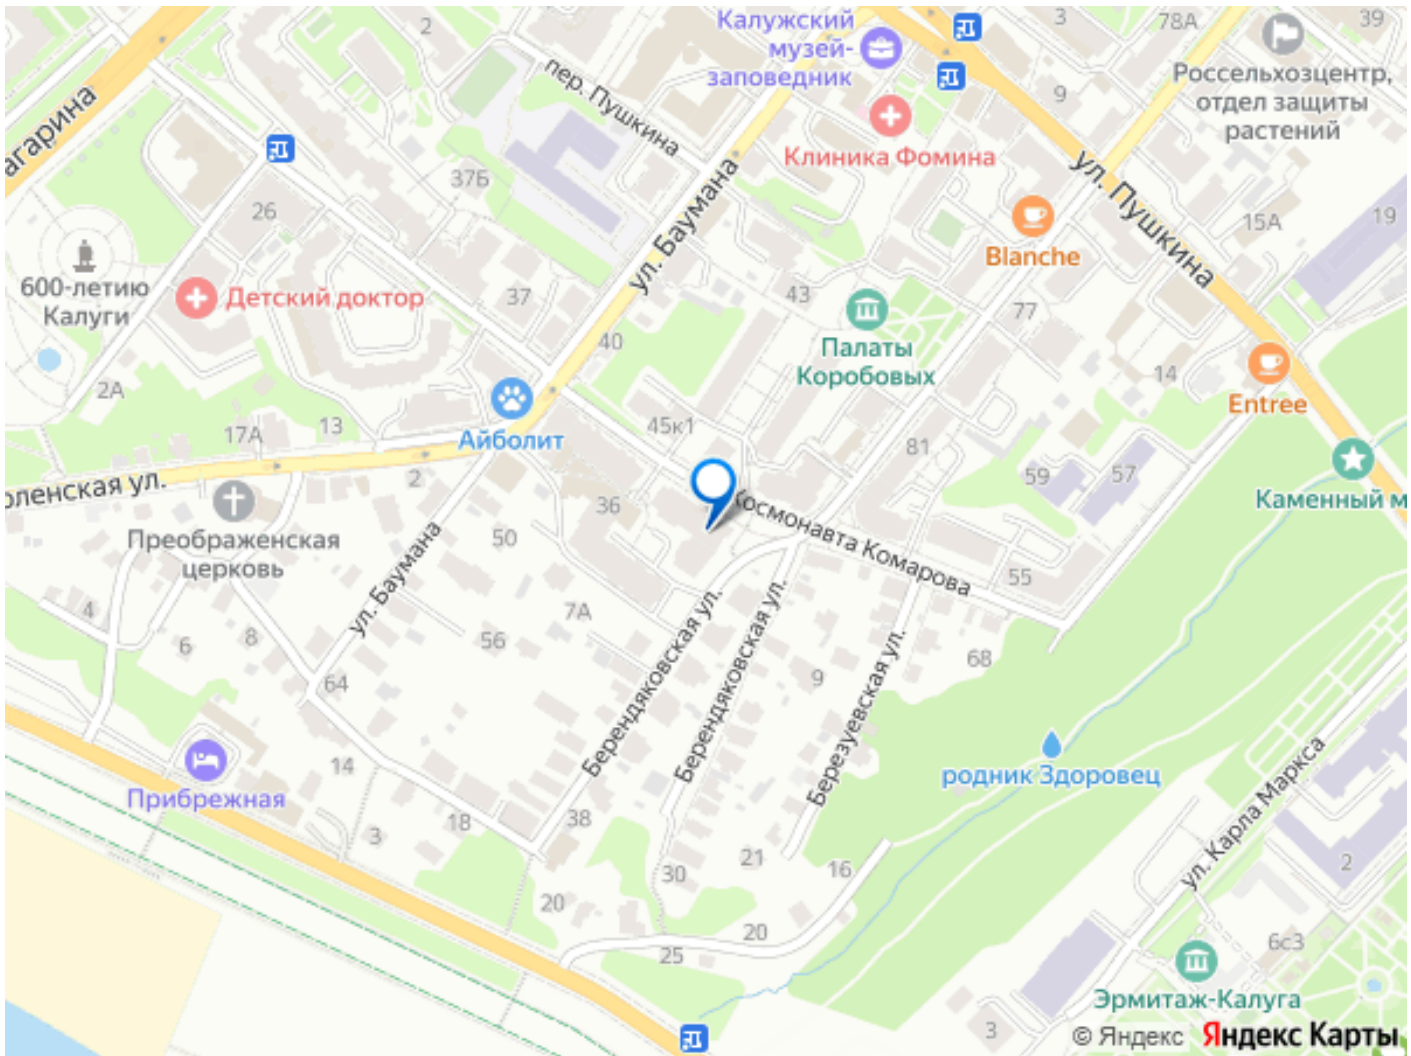 2
Калужский
музей-
заповедник
3
78А
39
Россельхозцентр,
отдел защиты
растений
агарина
пер. Пушкина
9
Клиника Фомина
ул. Пушкина
37Б
ул. Баумана
26
15А
19
Blanche
600-летию
Калуги
Детский доктор
37
43
77
40
Палаты
Коробовых
14
2А
Entree
17А
13
Айболит
45к1
81
59
57
оленская ул.
2
Каменный м
36
Космонавта Комарова
Преображенская
церковь
50
ул. Баумана
55
4
7А
Берендяковская ул.
Берендяковская ул.
Березуевская ул.
6
8
56
68
9
64
14
родник Здоровец
ул. Карла Маркса
Прибрежная
18
38
3
21
16
2
30
20
20
25
6с3
Эрмитаж-Калуга
3
© Яндекс Яндекс Карты